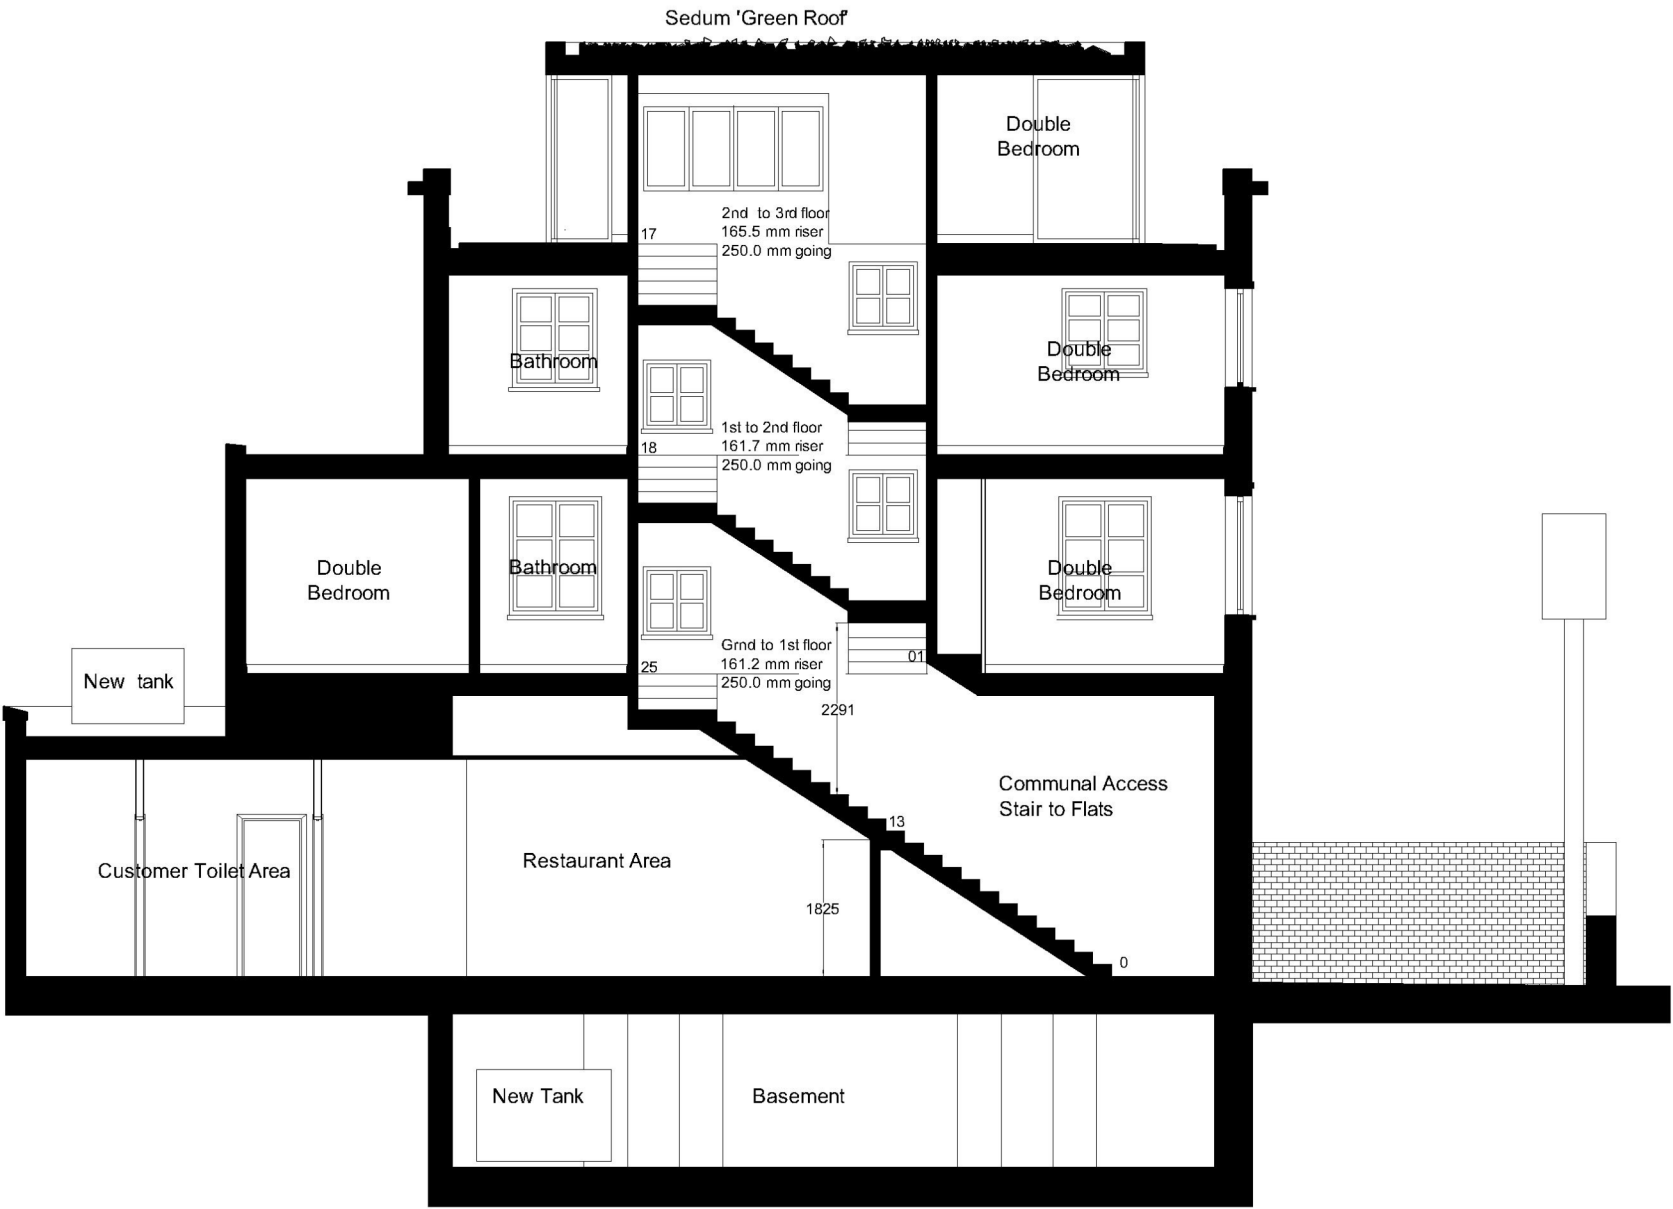 Sedum 'Green Roof'
Double
Bedroom
2nd to 3rd floor
165.5 mm riser
250.0 mm going
17
Bathroom
Double
Bedroom
1st to 2nd floor
161.7 mm riser
250.0 mm going
18
Double
Bedroom
Bathroom
Double
Bedroom
Grnd to 1st floor
161.2 mm riser
250.0 mm going
25
01
2291
New tank
Communal Access
Stair to Flats
13
Customer Toilet Area
Restaurant Area
1825
0
New Tank
Basement